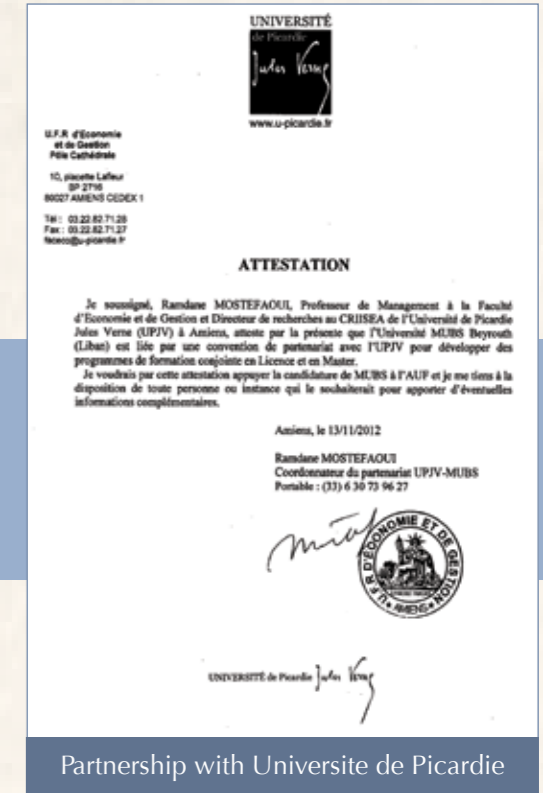 UNIVERSITÉ
de Picardie
Jules Verne
www.u-picardie.fr
U.F.R d'Economie
et de Gestion
Pôle Cathédrale
10, placette Lafleur
BP 2716
80027 AMIENS CEDEX 1
Tél : 03.22.82.71.28
Fax : 03.22.82.71.27
faceco@u-picardie.fr
ATTESTATION
Je soussigné, Ramdane MOSTEFAOUI, Professeur de Management à la Faculté
d'Economie et de Gestion et Directeur de recherches au CRIISEA de l'Université de Picardie
Jules Verne (UPJV) à Amiens, atteste par la présente que l'Université MUBS Beyrouth
(Liban) est liée par une convention de partenariat avec l'UPJV pour développer des
programmes de formation conjointe en Licence et en Master.
Je voudrais par cette attestation appuyer la candidature de MUBS à l'AUF et je me tiens à la
disposition de toute personne ou instance qui le souhaiterait pour apporter d'éventuelles
informations complémentaires.
Amiens, le 13/11/2012
Ramdane MOSTEFAOUI
Coordonnateur du partenariat UPJV-MUBS
Portable : (33) 6 30 73 96 27
U.F.R. D'ÉCONOMIE ET DE GESTION
AMIENS
UNIVERSITÉ de Picardie Jules Verne
Partnership with Universite de Picardie